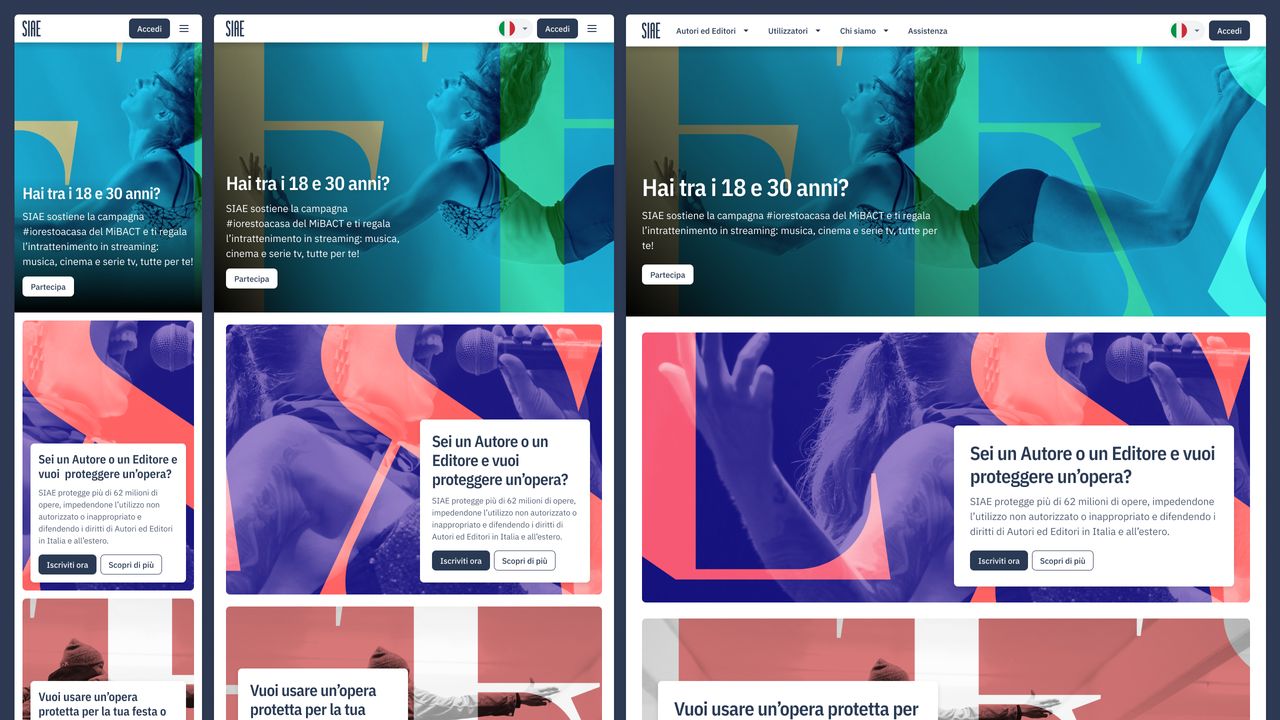 SIAE
Accedi
Hai tra i 18 e 30 anni?
SIAE sostiene la campagna
#iorestoacasa del MiBACT e ti regala
l'intrattenimento in streaming:
musica, cinema e serie tv, tutte per te!
Partecipa
Sei un Autore o un Editore e
vuoi proteggere un'opera?
SIAE protegge più di 62 milioni di
opere, impedendone l'utilizzo non
autorizzato o inappropriato e
difendendo i diritti di Autori ed Editori
in Italia e all'estero.
Iscriviti ora
Scopri di più
Vuoi usare un'opera
protetta per la tua festa o
SIAE
Accedi
Hai tra i 18 e 30 anni?
SIAE sostiene la campagna
#iorestoacasa del MiBACT e ti regala
l'intrattenimento in streaming: musica,
cinema e serie tv, tutte per te!
Partecipa
Sei un Autore o un
Editore e vuoi
proteggere un'opera?
SIAE protegge più di 62 milioni di opere,
impedendone l'utilizzo non autorizzato o
inappropriato e difendendo i diritti di
Autori ed Editori in Italia e all'estero.
Iscriviti ora
Scopri di più
Vuoi usare un'opera
protetta per la tua
SIAE
Autori ed Editori
Utilizzatori
Chi siamo
Assistenza
Accedi
Hai tra i 18 e 30 anni?
SIAE sostiene la campagna #iorestoacasa del MiBACT e ti regala
l'intrattenimento in streaming: musica, cinema e serie tv, tutte per
te!
Partecipa
Sei un Autore o un Editore e vuoi
proteggere un'opera?
SIAE protegge più di 62 milioni di opere, impedendone
l'utilizzo non autorizzato o inappropriato e difendendo i
diritti di Autori ed Editori in Italia e all'estero.
Iscriviti ora
Scopri di più
Vuoi usare un'opera protetta per